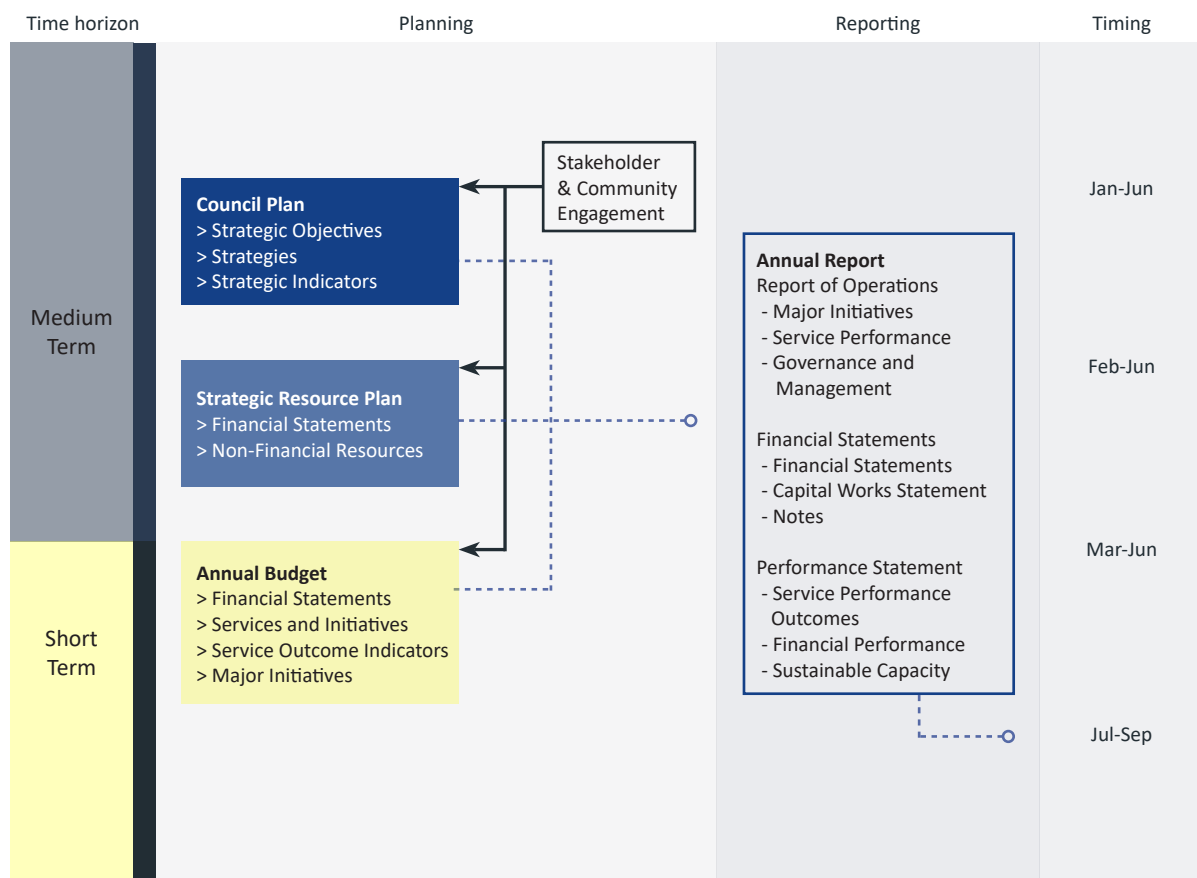 Time horizon
Planning
Reporting
Timing
Medium
Term
Short
Term
Stakeholder
& Community
Engagement
Council Plan
> Strategic Objectives
> Strategies
> Strategic Indicators
Strategic Resource Plan
> Financial Statements
> Non-Financial Resources
Annual Budget
> Financial Statements
> Services and Initiatives
> Service Outcome Indicators
> Major Initiatives
Annual Report
Report of Operations
- Major Initiatives
- Service Performance
- Governance and
Management
Financial Statements
- Financial Statements
- Capital Works Statement
- Notes
Performance Statement
- Service Performance
Outcomes
- Financial Performance
- Sustainable Capacity
Jan-Jun
Feb-Jun
Mar-Jun
Jul-Sep